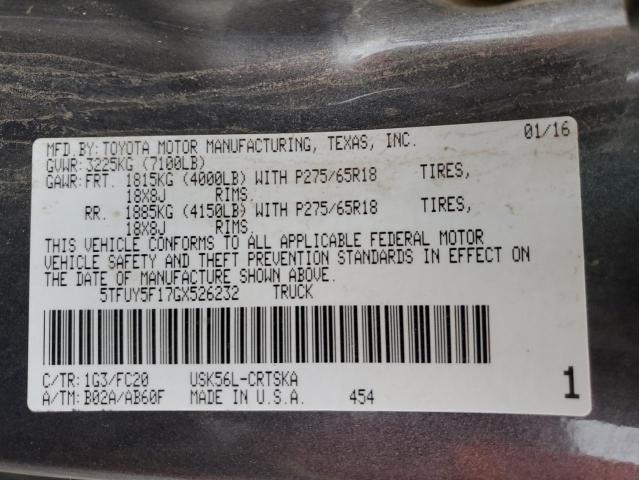 MFD.BY: TOYOTA MOTOR MANUFACTURING, TEXAS, INC. 01/16
GVWR: 3225KG (7100LB)
GAWR: FRT. 1815KG (4000LB) WITH P275/65R18 TIRES,
18X8J RIMS.
RR. 1885KG (4150LB) WITH P275/65R18 TIRES,
18X8J RIMS.
THIS VEHICLE CONFORMS TO ALL APPLICABLE FEDERAL MOTOR
VEHICLE SAFETY AND THEFT PREVENTION STANDARDS IN EFFECT ON
THE DATE OF MANUFACTURE SHOWN ABOVE.
5TFUY5F17GX526232 TRUCK
C/TR: 1G3/FC20 USK56L-CRTSKA
A/TM: B02A/AB60F MADE IN U.S.A. 454 1